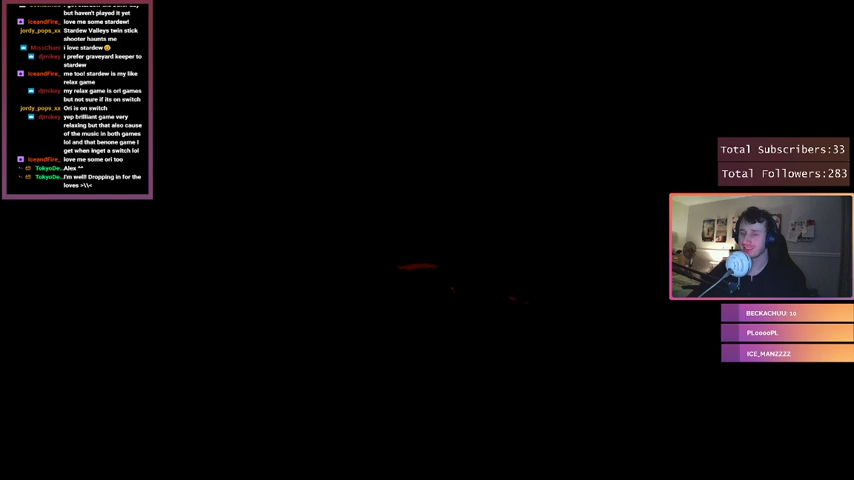 but haven't played it yet
IceandFire_ love me some stardew!
jordy_pops_xx Stardew Valleys twin stick
shooter haunts me
MissChars i love stardew
djmikey i prefer graveyard keeper to
stardew
IceandFire_ me too! stardew is my like
relax game
djmikey my relax game is ori games
but not sure if its on switch
jordy_pops_xx Ori is on switch
djmikey yep brilliant game very
relaxing but that also cause
of the music in both games
lol and that benone game I
get when inget a switch lol
IceandFire_ love me some ori too
TokyoDe.. Alex ^^
TokyoDe.. I'm well! Dropping in for the
loves >\\<
Total Subscribers:33
Total Followers:283
BECKACHUU: 10
PLooooPL
ICE_MANZZZZ